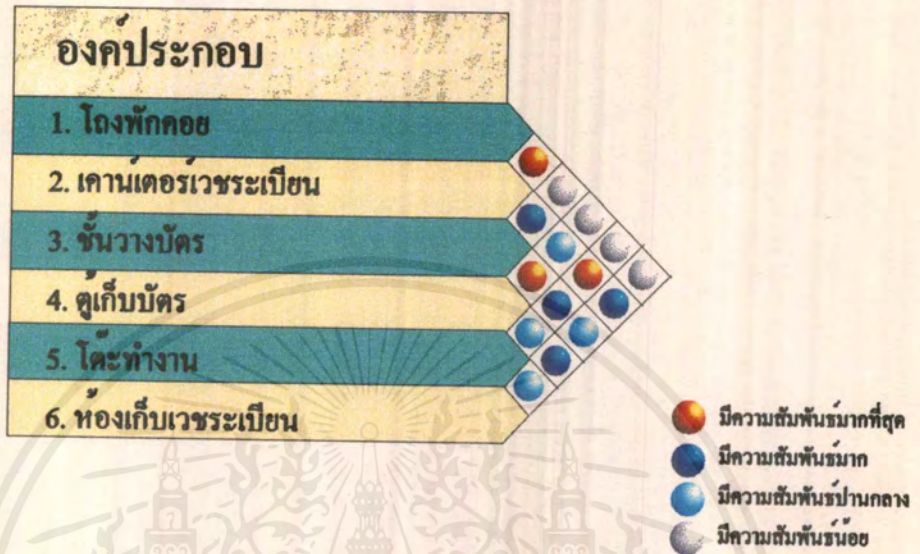 องค์ประกอบ
1. โถงพักคอย
2. เคาน์เตอร์เวชระเบียน
3. ชั้นวางบัตร
4. ตู้เก็บบัตร
5. โต๊ะทำงาน
6. ห้องเก็บเวชระเบียน
มีความสัมพันธ์มากที่สุด
มีความสัมพันธ์มาก
มีความสัมพันธ์ปานกลาง
มีความสัมพันธ์น้อย